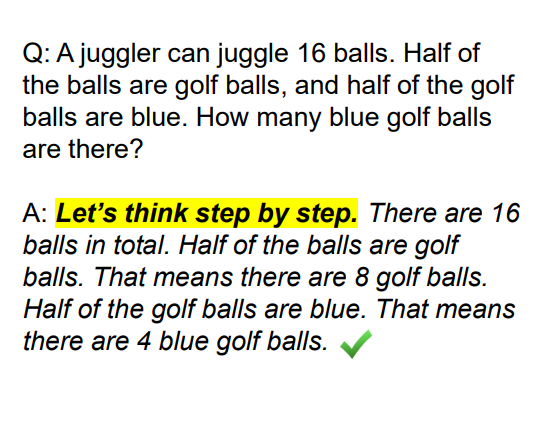 Q: A juggler can juggle 16 balls. Half of
the balls are golf balls, and half of the golf
balls are blue. How many blue golf balls
are there?
A: Let’s think step by step. There are 16
balls in total. Half of the balls are golf
balls. That means there are 8 golf balls.
Half of the golf balls are blue. That means
there are 4 blue golf balls.